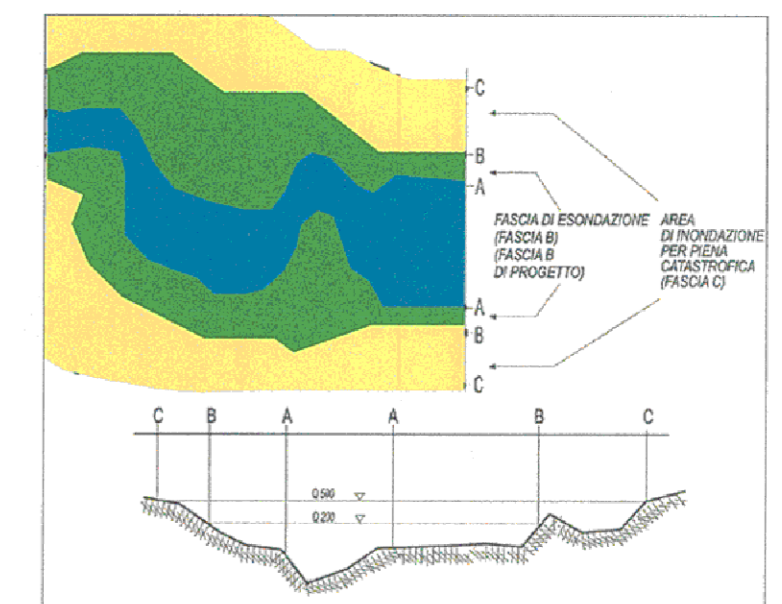 C
B
A
FASCIA DI ESONDAZIONE
(FASCIA B)
(FASCIA B
DI PROGETTO)
AREA
DI INONDAZIONE
PER PIENA
CATASTROFICA
(FASCIA C)
A
B
C
C B A A B C
Q500
Q200